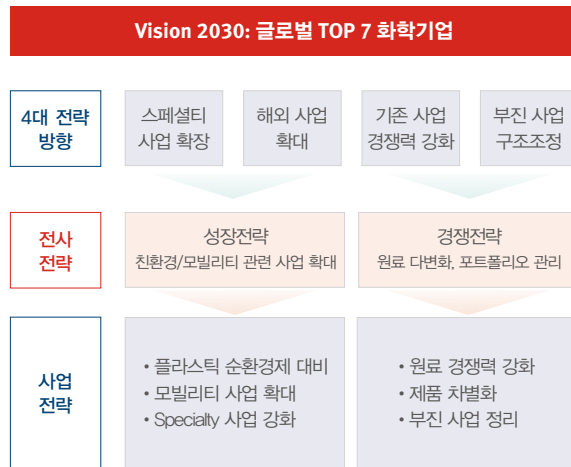 Vision 2030: 글로벌 TOP 7 화학기업
4대 전략
방향
스페셜티
사업 확장
해외 사업
확대
기존 사업
경쟁력 강화
부진 사업
구조조정
전사
전략
성장전략
친환경/모빌리티 관련 사업 확대
경쟁전략
원료 다변화, 포트폴리오 관리
사업
전략
• 플라스틱 순환경제 대비
• 모빌리티 사업 확대
• Specialty 사업 강화
• 원료 경쟁력 강화
• 제품 차별화
• 부진 사업 정리